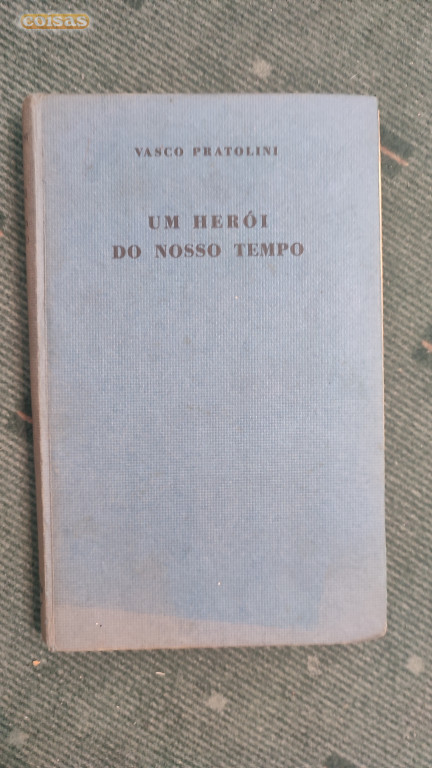 coisas
VASCO PRATOLINI
UM HERÓI
DO NOSSO TEMPO